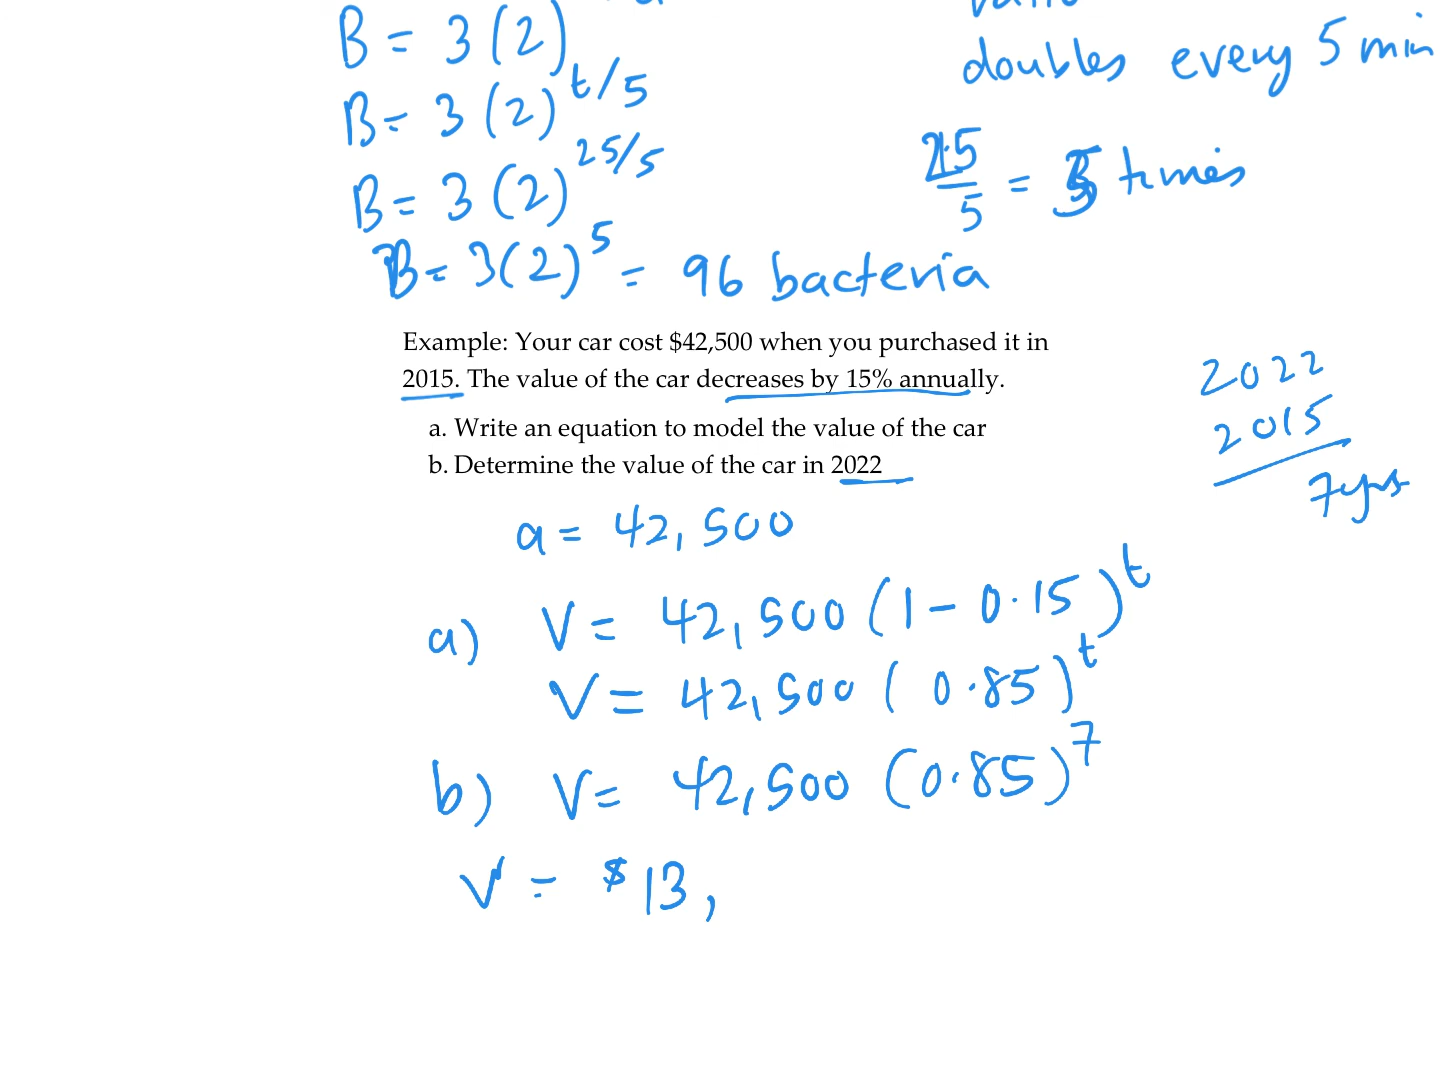 B = 3 (2)
doubles every 5 min
B = 3 (2)^t/5
B = 3 (2)^25/5
25/5 = 5 times
B = 3(2)^5 = 96 bacteria
Example: Your car cost $42,500 when you purchased it in
2015. The value of the car decreases by 15% annually.
a. Write an equation to model the value of the car
b. Determine the value of the car in 2022
2022
2015
7yrs
a = 42,500
a) V = 42,500 (1 - 0.15)^t
V = 42,500 (0.85)^t
b) V = 42,500 (0.85)^7
V = $13,